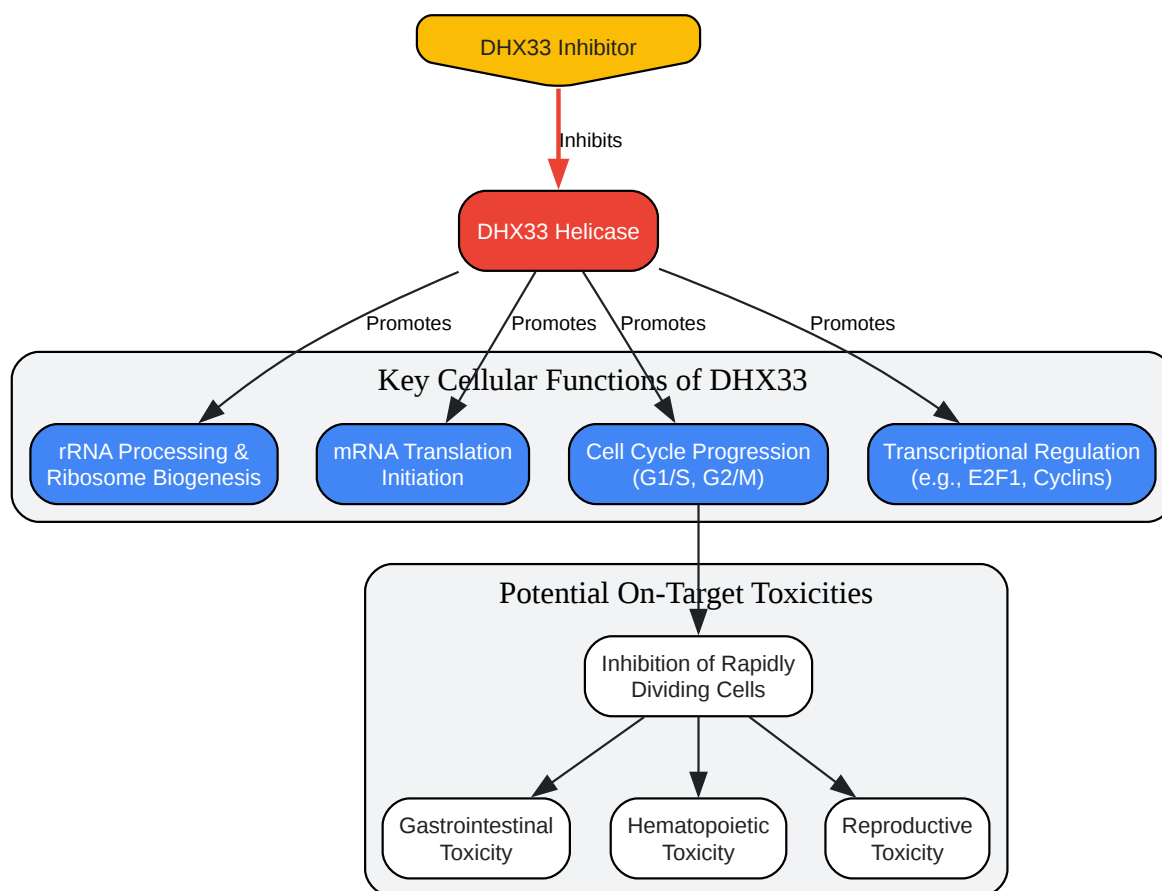 DHX33 Inhibitor
Inhibits
DHX33 Helicase
Promotes
Promotes
Promotes
Promotes
Key Cellular Functions of DHX33
rRNA Processing &
Ribosome Biogenesis
mRNA Translation
Initiation
Cell Cycle Progression
(G1/S, G2/M)
Transcriptional Regulation
(e.g., E2F1, Cyclins)
Potential On-Target Toxicities
Inhibition of Rapidly
Dividing Cells
Gastrointestinal
Toxicity
Hematopoietic
Toxicity
Reproductive
Toxicity